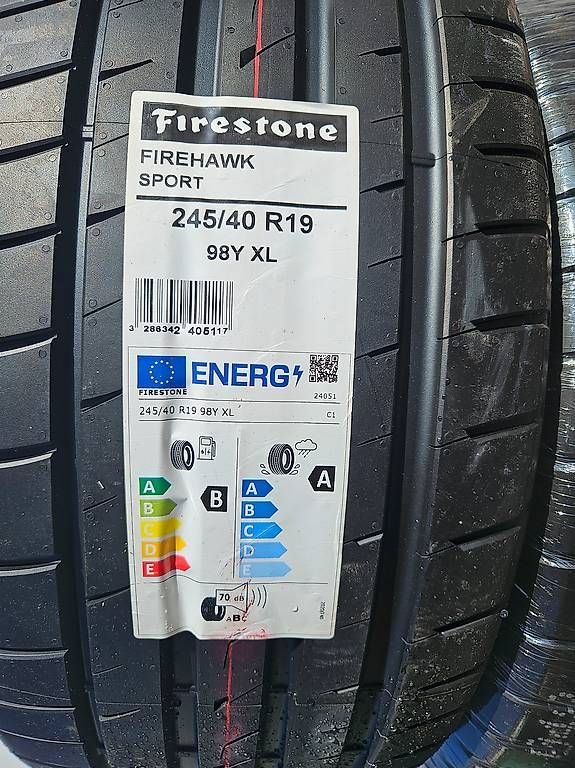 Firestone
FIREHAWK
SPORT
245/40 R19
98Y XL
3 286342 405117
ENERG
FIRESTONE
24051
245/40 R19 98Y XL
C1
A
B
C
D
E
B
A
B
C
D
E
A
70 dB
ABC